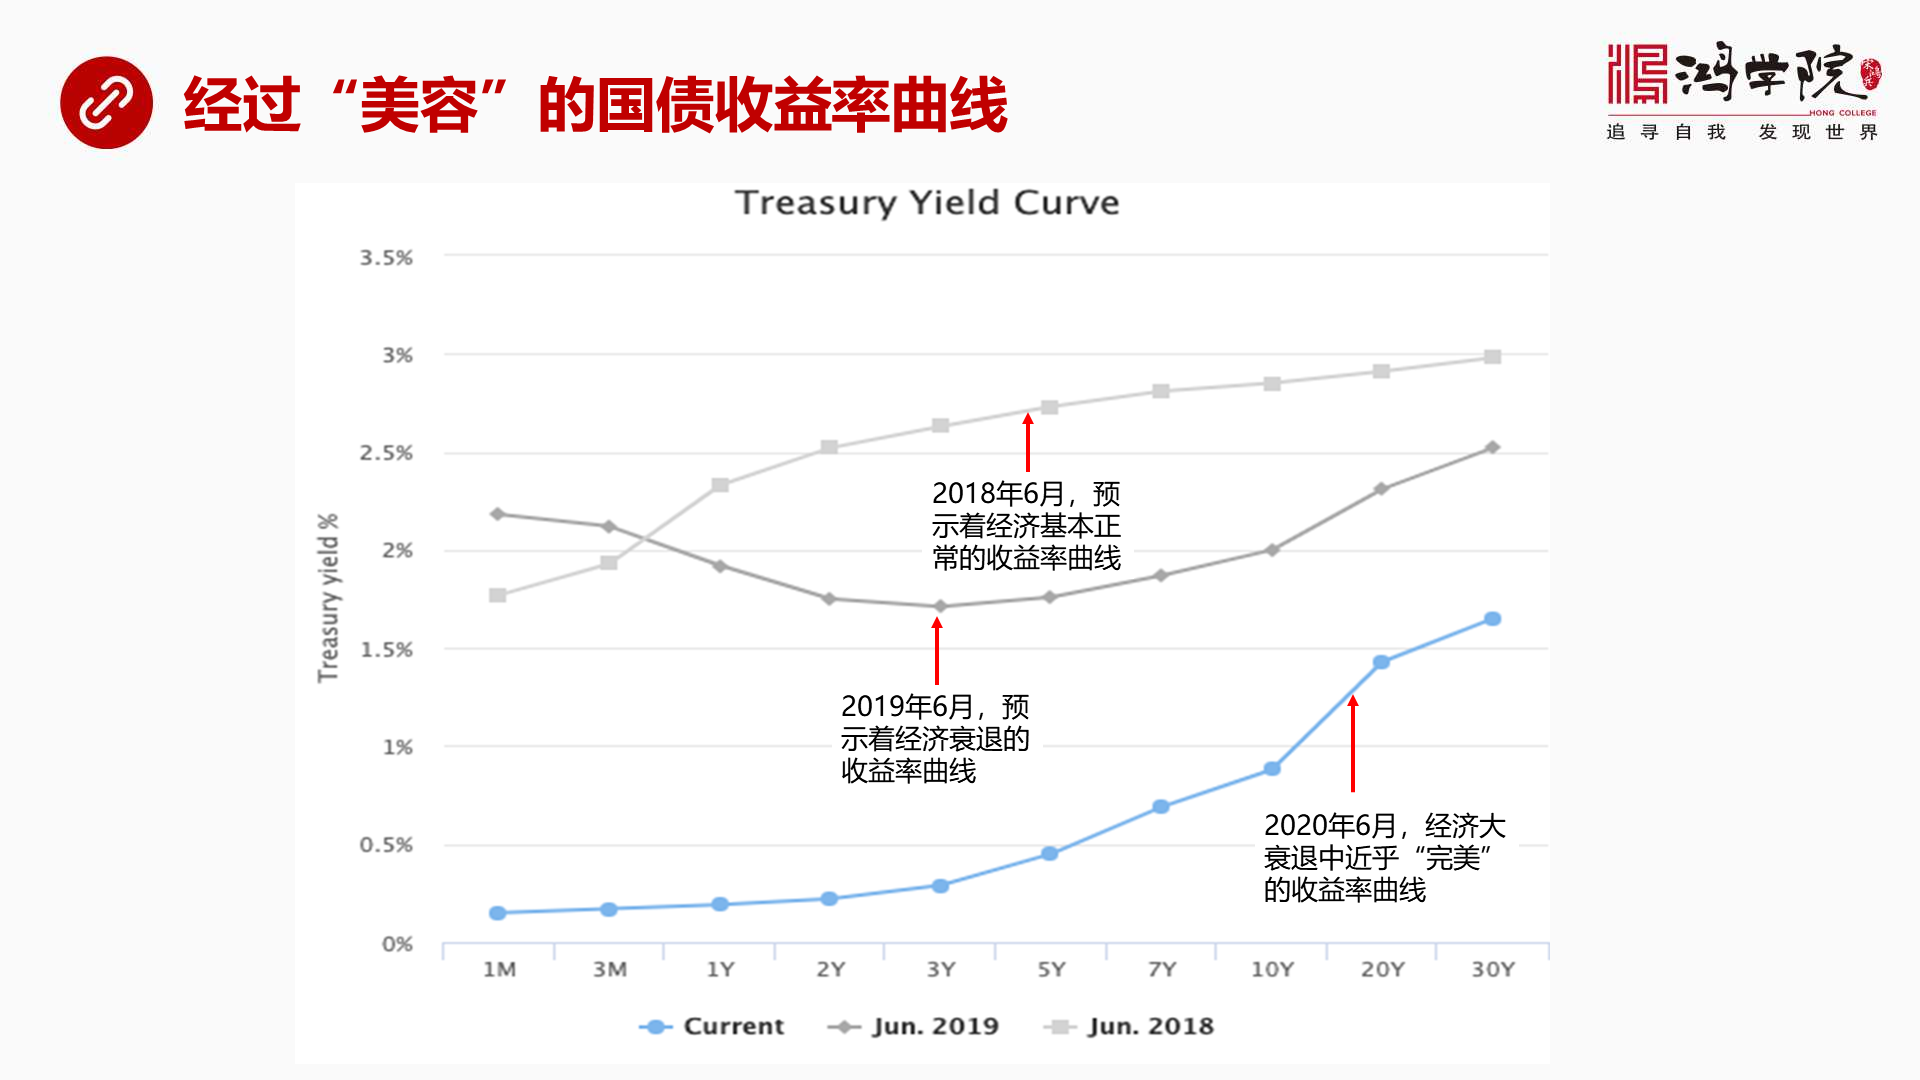 经过“美容”的国债收益率曲线
鸿学院
宋鸿兵
HONG COLLEGE
追寻自我 发现世界
Treasury Yield Curve
3.5%
3%
2.5%
2%
1.5%
1%
0.5%
0%
Treasury yield %
2018年6月，预
示着经济基本正
常的收益率曲线
2019年6月，预
示着经济衰退的
收益率曲线
2020年6月，经济大
衰退中近乎“完美”
的收益率曲线
1M 3M 1Y 2Y 3Y 5Y 7Y 10Y 20Y 30Y
Current Jun. 2019 Jun. 2018